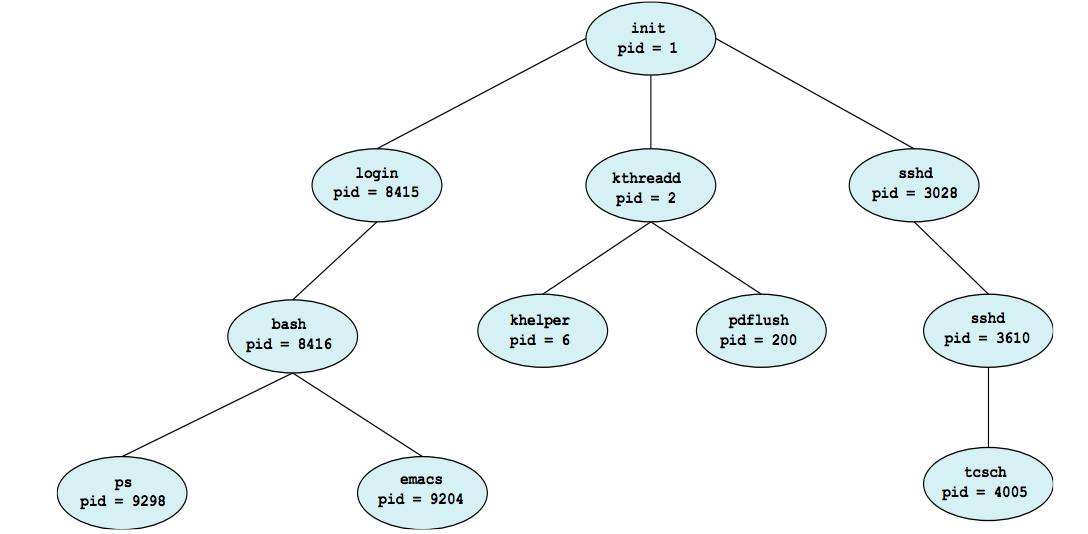 init
pid = 1
login
pid = 8415
kthreadd
pid = 2
sshd
pid = 3028
bash
pid = 8416
khelper
pid = 6
pdflush
pid = 200
sshd
pid = 3610
ps
pid = 9298
emacs
pid = 9204
tcsch
pid = 4005